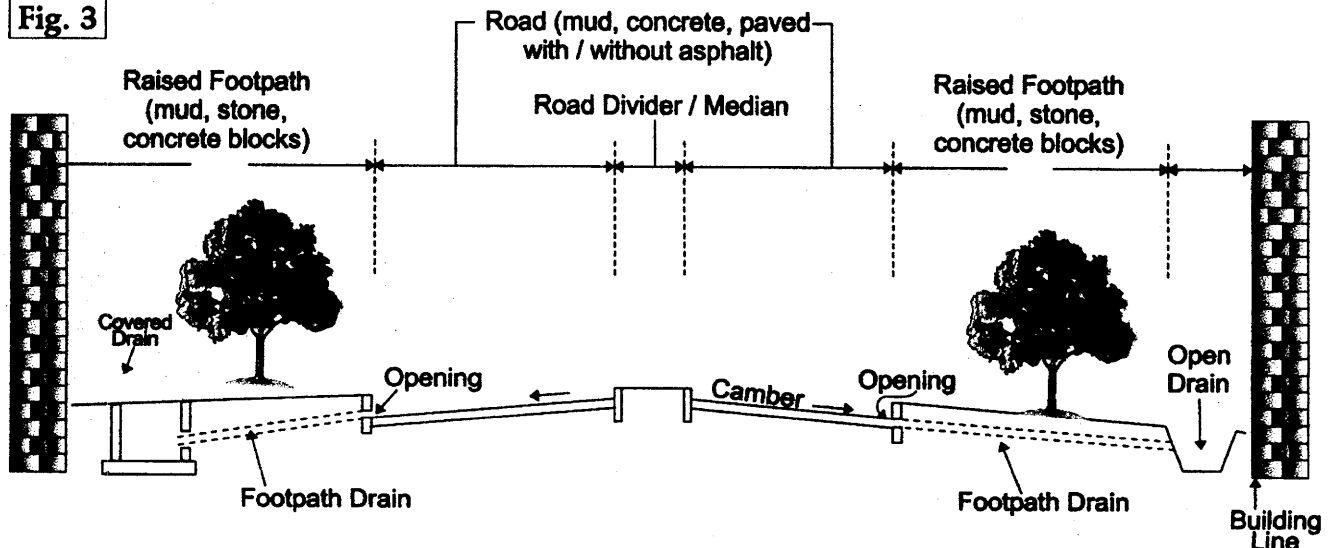 Fig. 3
Road (mud, concrete, paved
with / without asphalt)
Raised Footpath
(mud, stone,
concrete blocks)
Road Divider / Median
Raised Footpath
(mud, stone,
concrete blocks)
Covered
Drain
Opening
Camber
Opening
Open
Drain
Footpath Drain
Footpath Drain
Building
Line